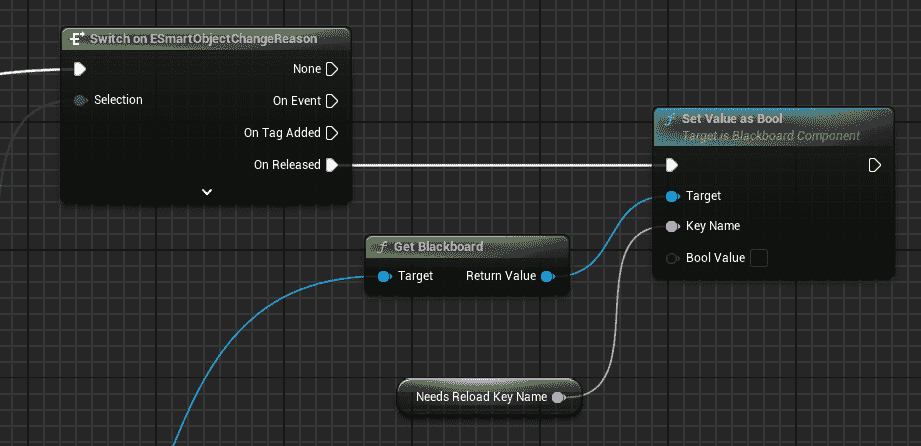 Switch on ESmartObjectChangeReason
None
Selection
On Event
On Tag Added
On Released
Set Value as Bool
Target is Blackboard Component
Target
Key Name
Bool Value
f Get Blackboard
Target
Return Value
Needs Reload Key Name